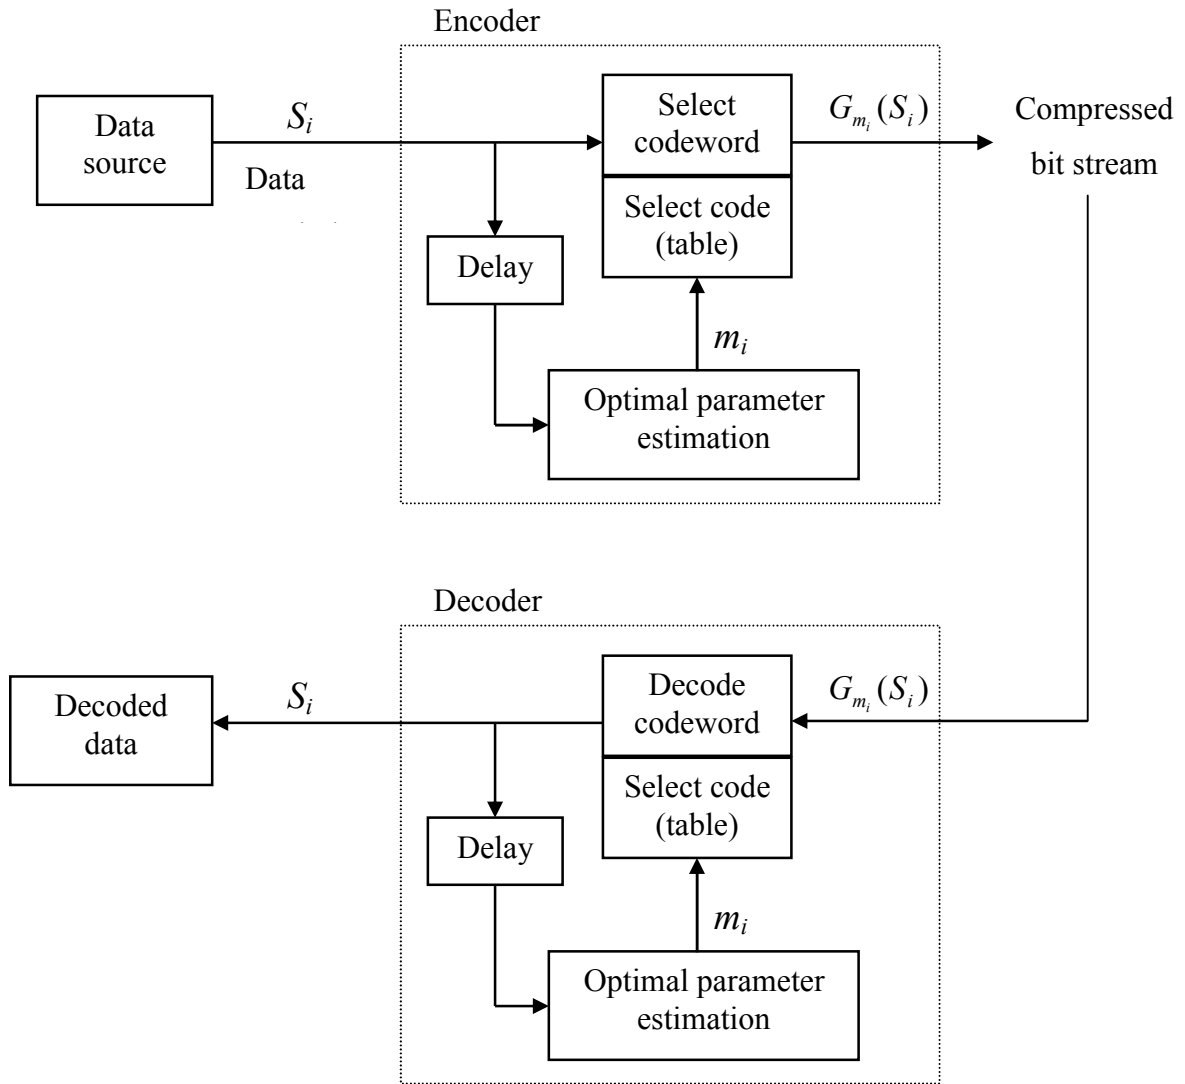 Encoder
Data
source
S_i
Data
Select
codeword
G_{m_i}(S_i)
Compressed
bit stream
Select code
(table)
Delay
m_i
Optimal parameter
estimation
Decoder
Decoded
data
S_i
Decode
codeword
G_{m_i}(S_i)
Select code
(table)
Delay
m_i
Optimal parameter
estimation